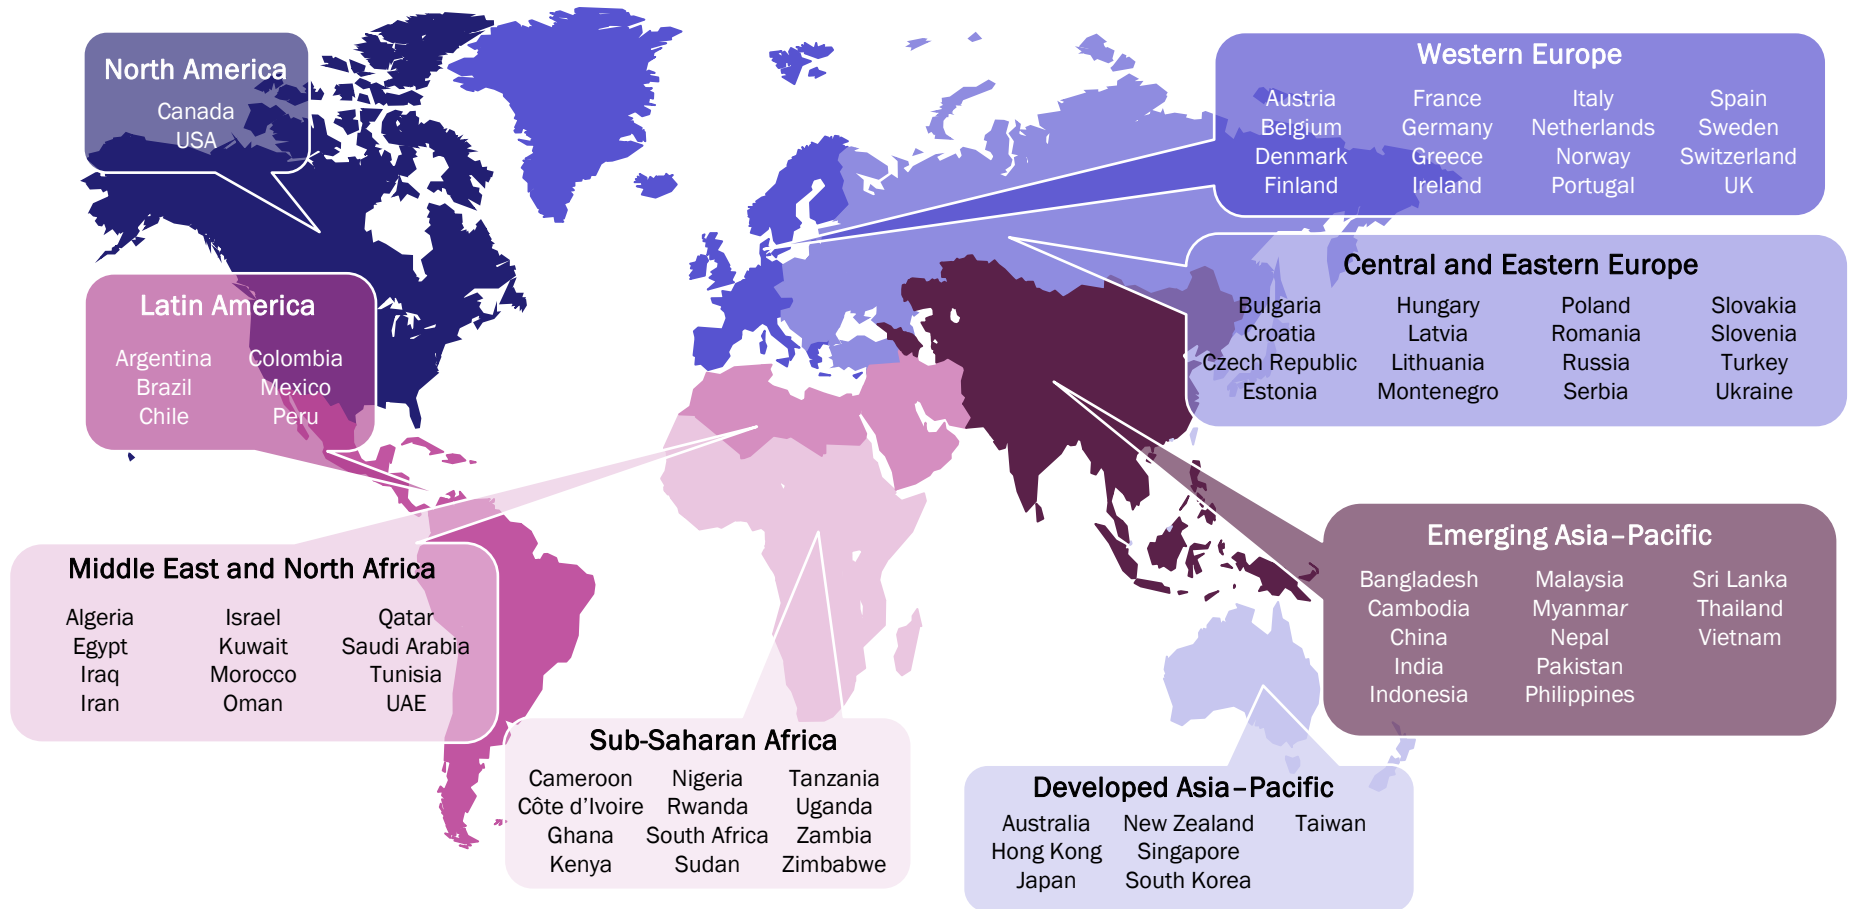 North America
Canada
USA
Western Europe
Austria France Italy Spain
Belgium Germany Netherlands Sweden
Denmark Greece Norway Switzerland
Finland Ireland Portugal UK
Central and Eastern Europe
Bulgaria Hungary Poland Slovakia
Croatia Latvia Romania Slovenia
Czech Republic Lithuania Russia Turkey
Estonia Montenegro Serbia Ukraine
Latin America
Argentina Colombia
Brazil Mexico
Chile Peru
Middle East and North Africa
Algeria Israel Qatar
Egypt Kuwait Saudi Arabia
Iraq Morocco Tunisia
Iran Oman UAE
Emerging Asia–Pacific
Bangladesh Malaysia Sri Lanka
Cambodia Myanmar Thailand
China Nepal Vietnam
India Pakistan
Indonesia Philippines
Sub-Saharan Africa
Cameroon Nigeria Tanzania
Côte d’Ivoire Rwanda Uganda
Ghana South Africa Zambia
Kenya Sudan Zimbabwe
Developed Asia–Pacific
Australia New Zealand Taiwan
Hong Kong Singapore
Japan South Korea